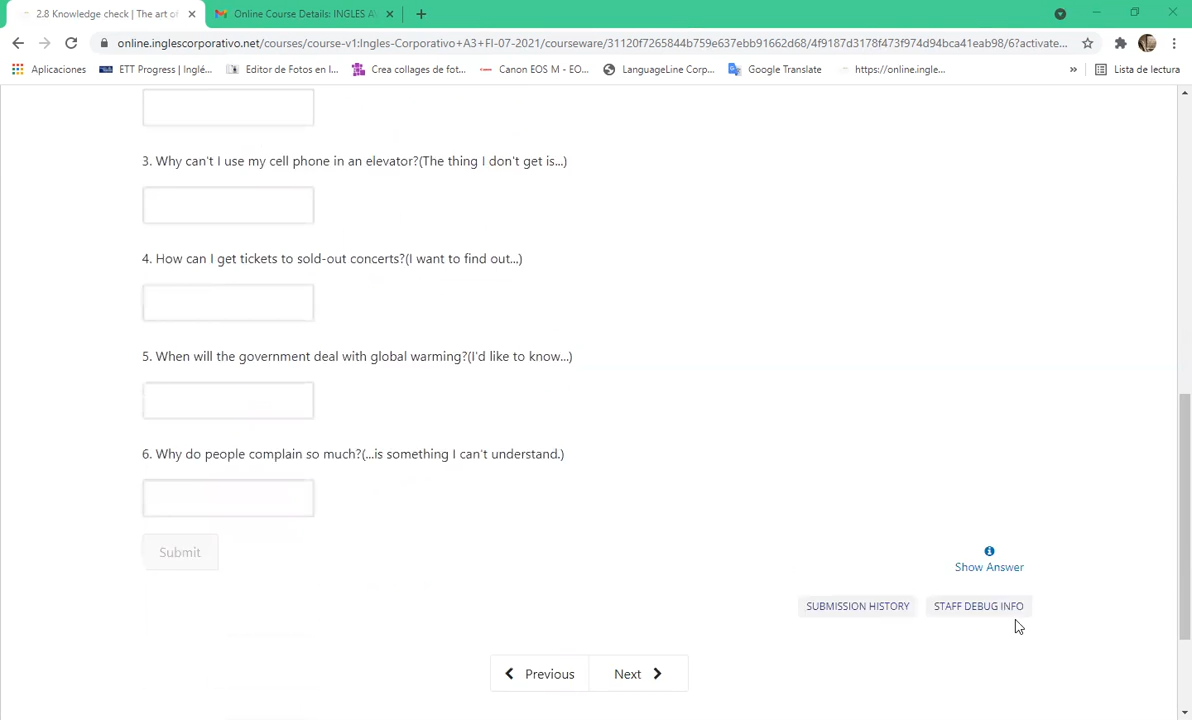 2.8 Knowledge check | The art of
Online Course Details: INGLES A
online.inglescorporativo.net/courses/course-v1:Ingles-Corporativo+A3+FI-07-2021/courseware/31120f7265844b759e637ebb91662d68/4f9187d3178f473f974d94bca41eab98/6?activate...
Aplicaciones
ETT Progress | Inglé...
Editor de Fotos en l...
Crea collages de fot...
Canon EOS M - EO...
LanguageLine Corp...
Google Translate
https://online.ingle...
»
Lista de lectura
3. Why can't I use my cell phone in an elevator?(The thing I don't get is...)
4. How can I get tickets to sold-out concerts?(I want to find out...)
5. When will the government deal with global warming?(I'd like to know...)
6. Why do people complain so much?(...is something I can't understand.)
Submit
Show Answer
SUBMISSION HISTORY
STAFF DEBUG INFO
Previous
Next